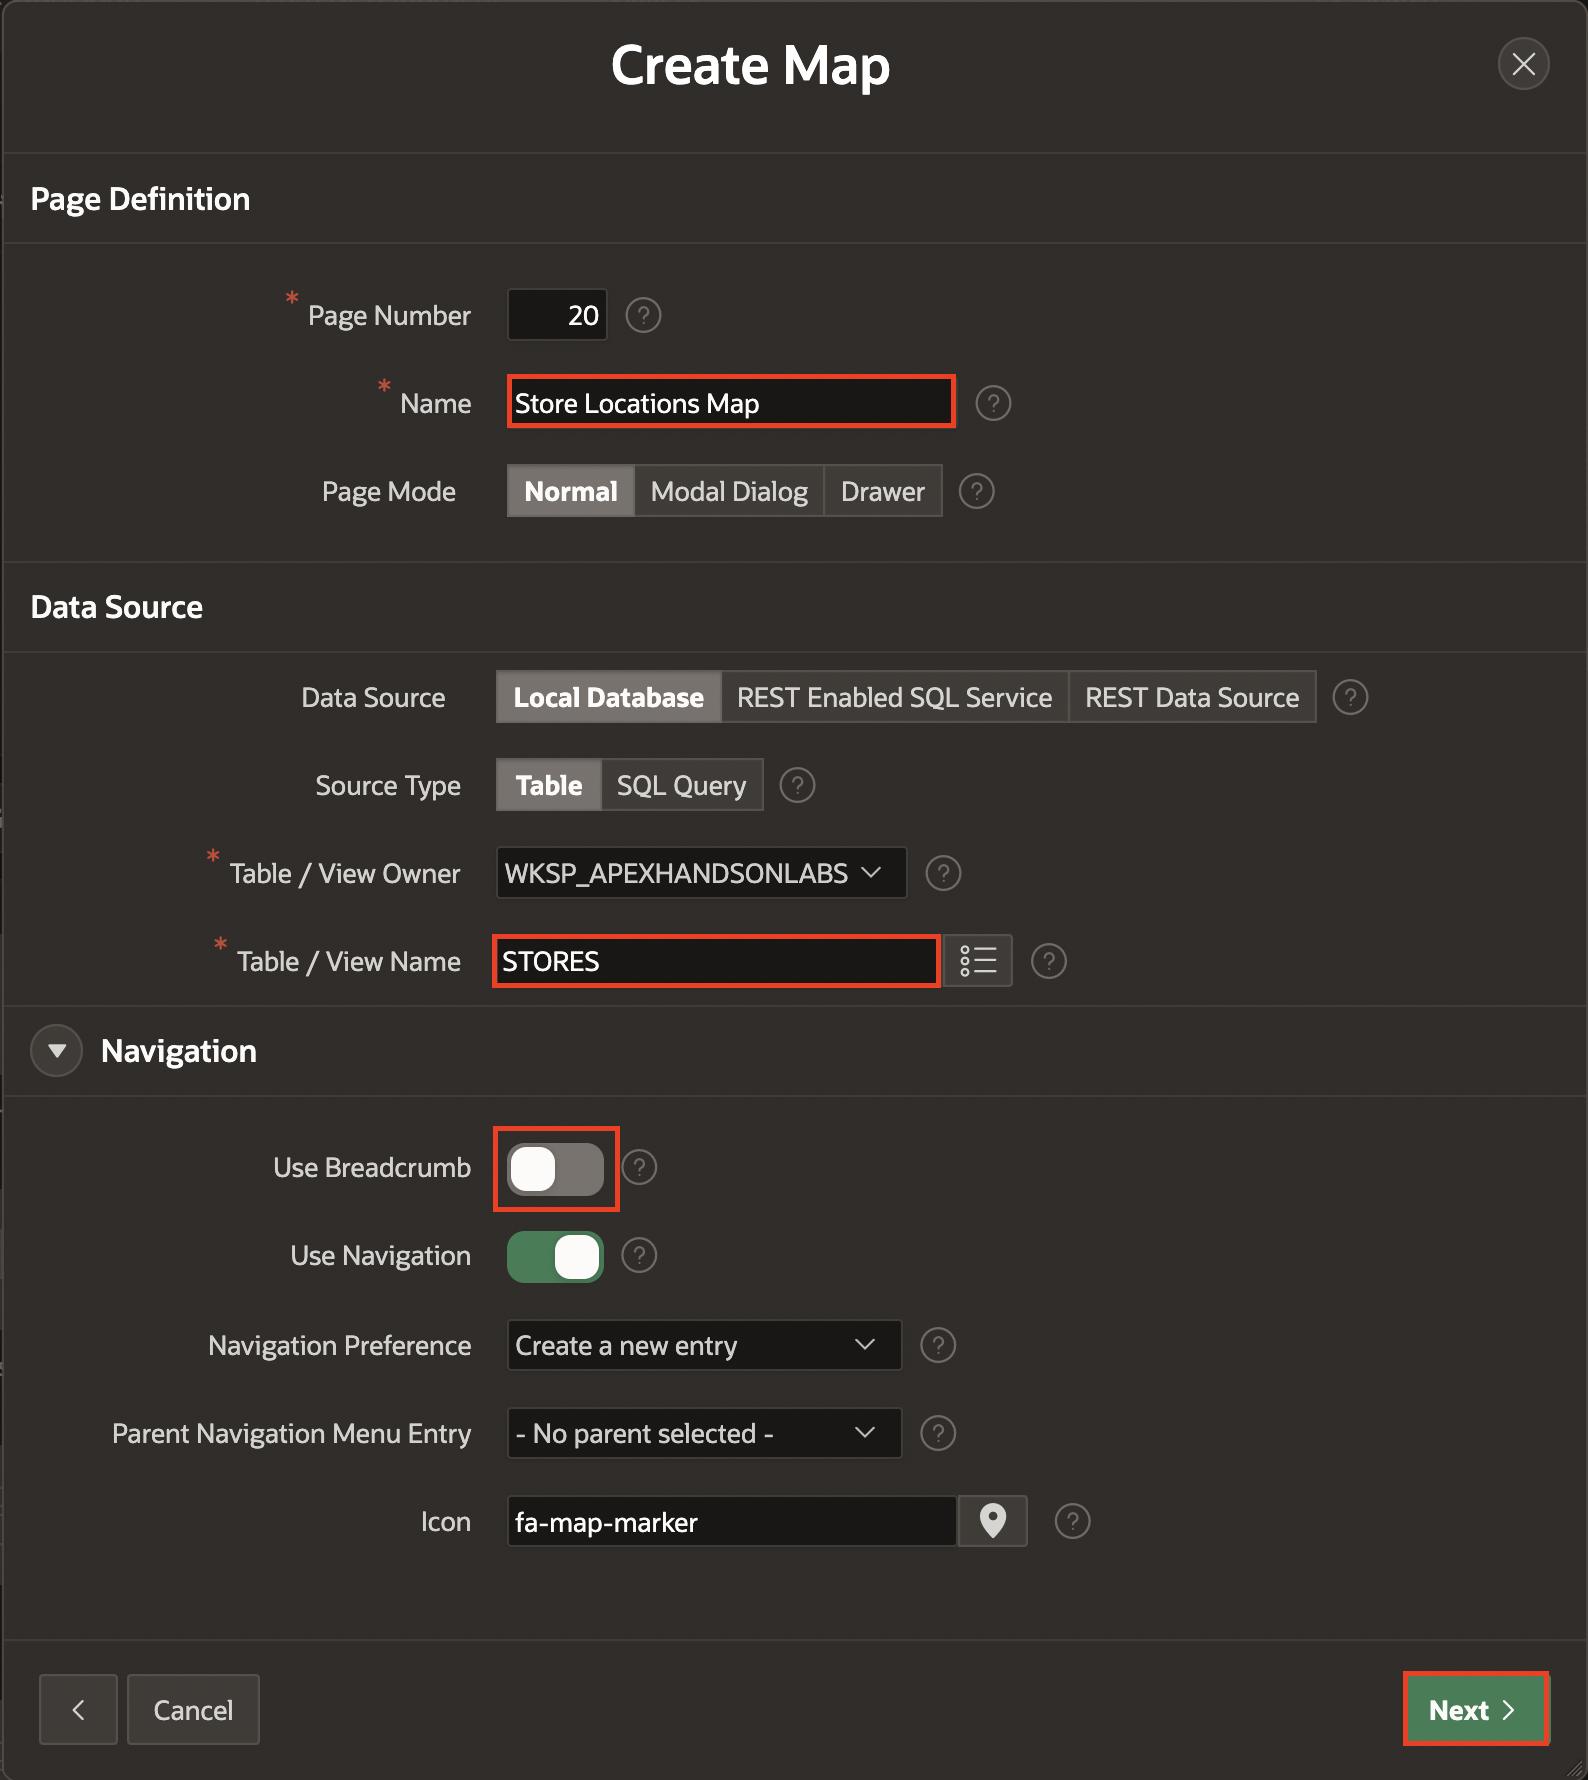 Create Map
Page Definition
* Page Number 20 ?
* Name Store Locations Map ?
Page Mode Normal Modal Dialog Drawer ?
Data Source
Data Source Local Database REST Enabled SQL Service REST Data Source ?
Source Type Table SQL Query ?
* Table / View Owner WKSP_APEXHANDSONLABS ?
* Table / View Name STORES ?
Navigation
Use Breadcrumb ?
Use Navigation ?
Navigation Preference Create a new entry ?
Parent Navigation Menu Entry - No parent selected - ?
Icon fa-map-marker ?
Cancel Next